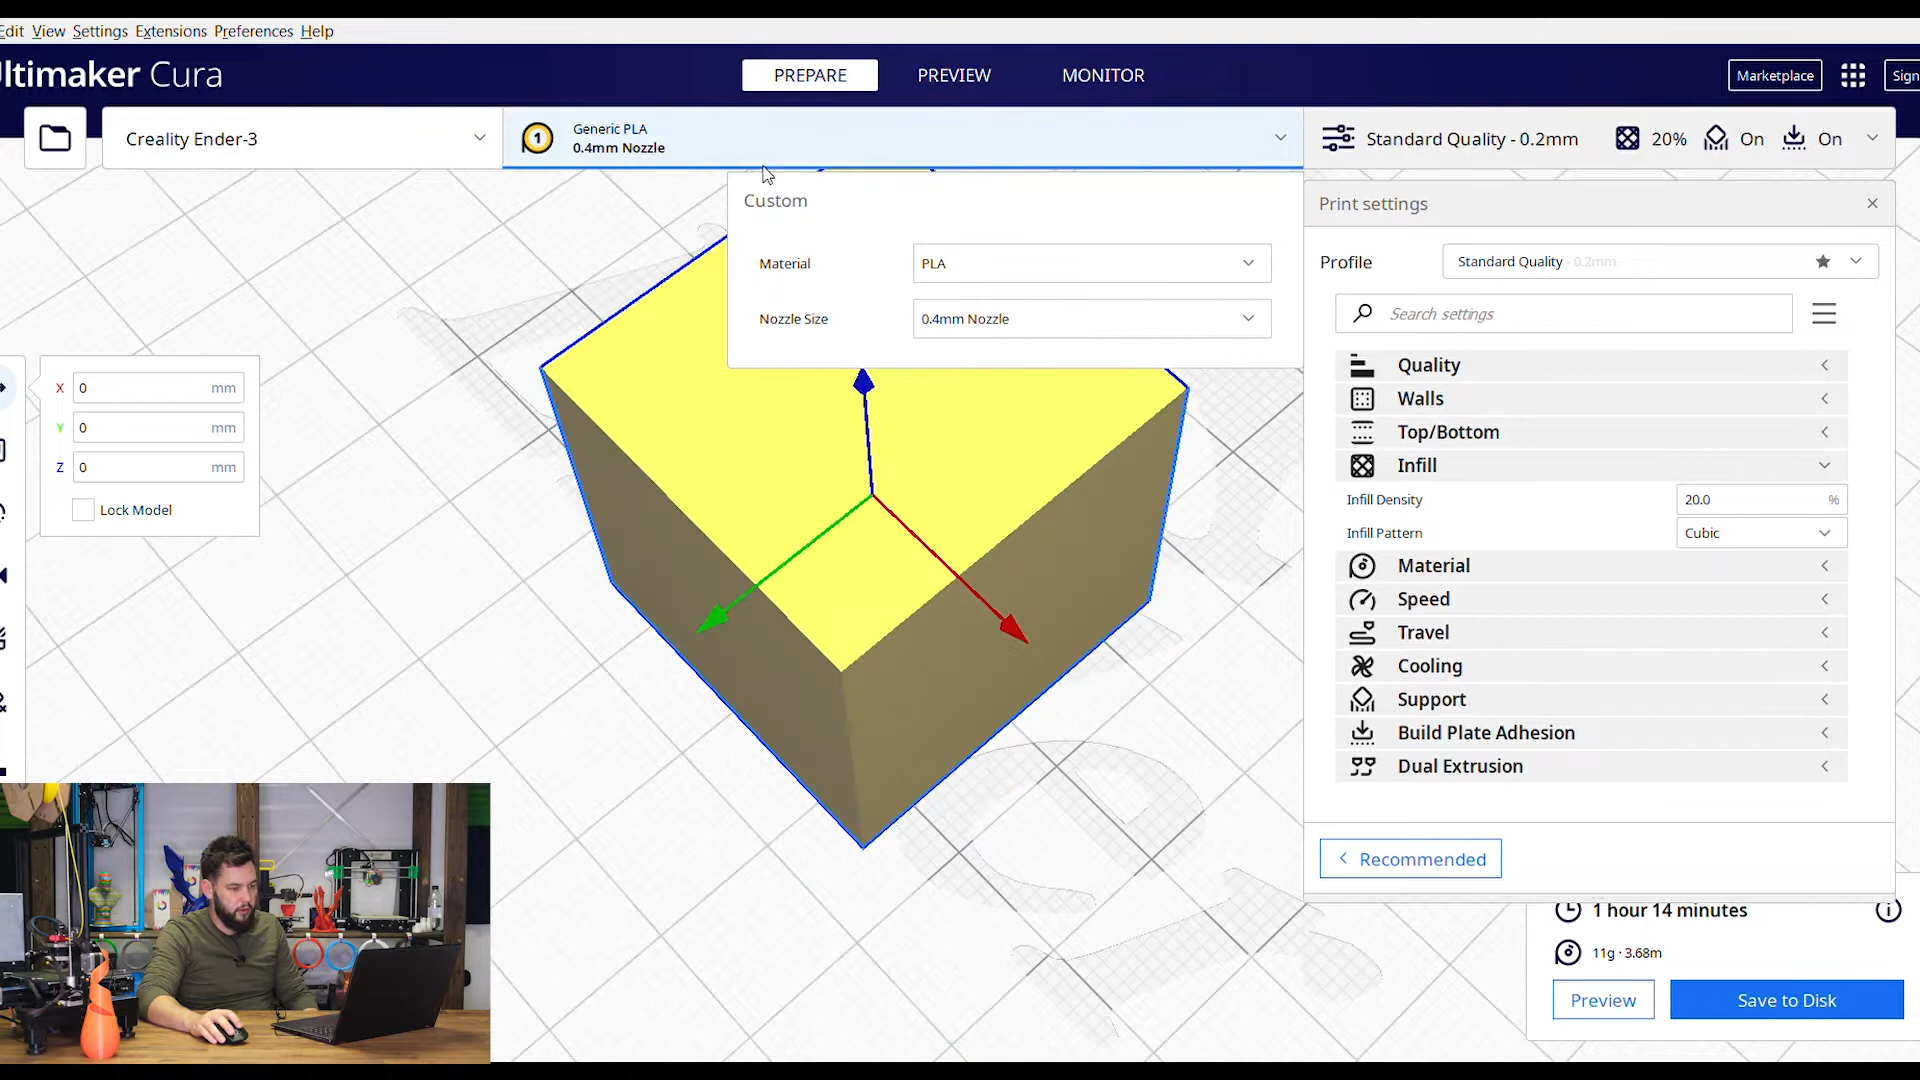 Edit View Settings Extensions Preferences Help
ltimaker Cura
PREPARE PREVIEW MONITOR
Marketplace
Sign
Creality Ender-3
1
Generic PLA
0.4mm Nozzle
Standard Quality - 0.2mm 20% On On
Custom
Material PLA
Nozzle Size 0.4mm Nozzle
X 0 mm
Y 0 mm
Z 0 mm
Lock Model
Print settings
Profile Standard Quality - 0.2mm
Search settings
Quality
Walls
Top/Bottom
Infill
Infill Density 20.0 %
Infill Pattern Cubic
Material
Speed
Travel
Cooling
Support
Build Plate Adhesion
Dual Extrusion
Recommended
1 hour 14 minutes
11g · 3.68m
Preview Save to Disk